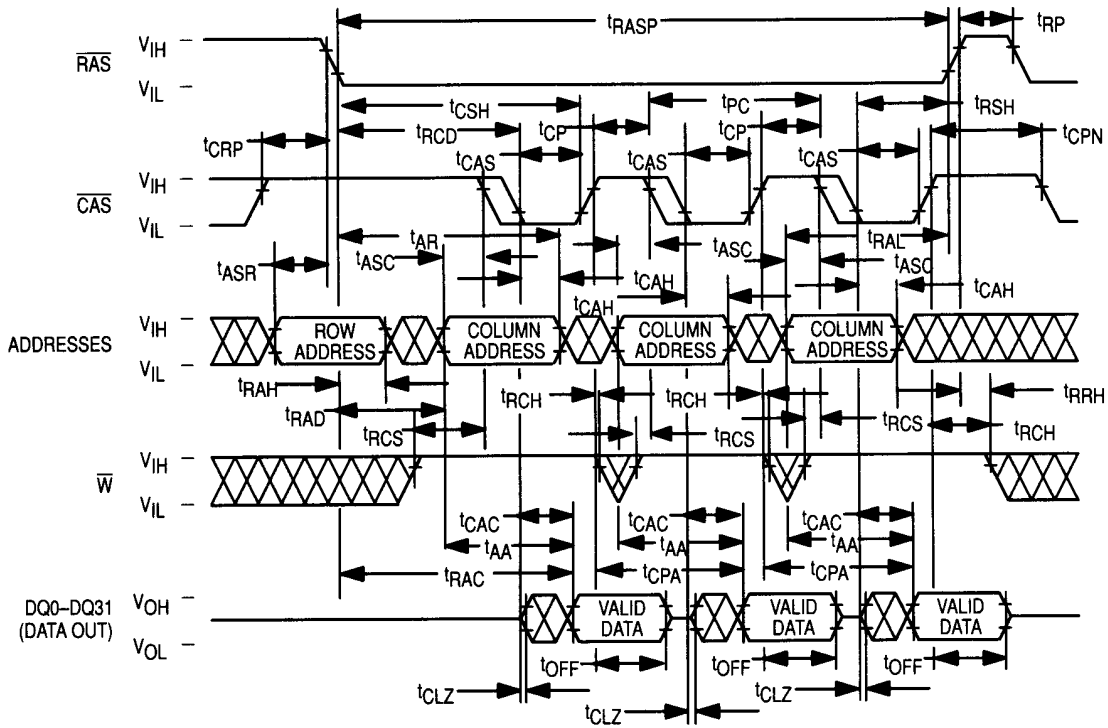 tRASP tRP
RAS VIH
VIL
tCSH tPC tRSH
tRCD tCP tCP tCPN
tCRP tCAS tCAS tCAS
CAS VIH
VIL
tAR tRAL
tASR tASC tASC tASC
tCAH tCAH tCAH
ADDRESSES VIH
VIL
ROW ADDRESS
COLUMN ADDRESS
COLUMN ADDRESS
COLUMN ADDRESS
tRAH tRCH tRCH tRRH
tRAD
tRCS tRCS tRCS tRCH
W VIH
VIL
tCAC tCAC tCAC
tAA tAA tAA
tRAC tCPA tCPA
DQ0–DQ31 (DATA OUT) VOH
VOL
VALID DATA
VALID DATA
VALID DATA
tOFF tOFF tOFF
tCLZ tCLZ tCLZ